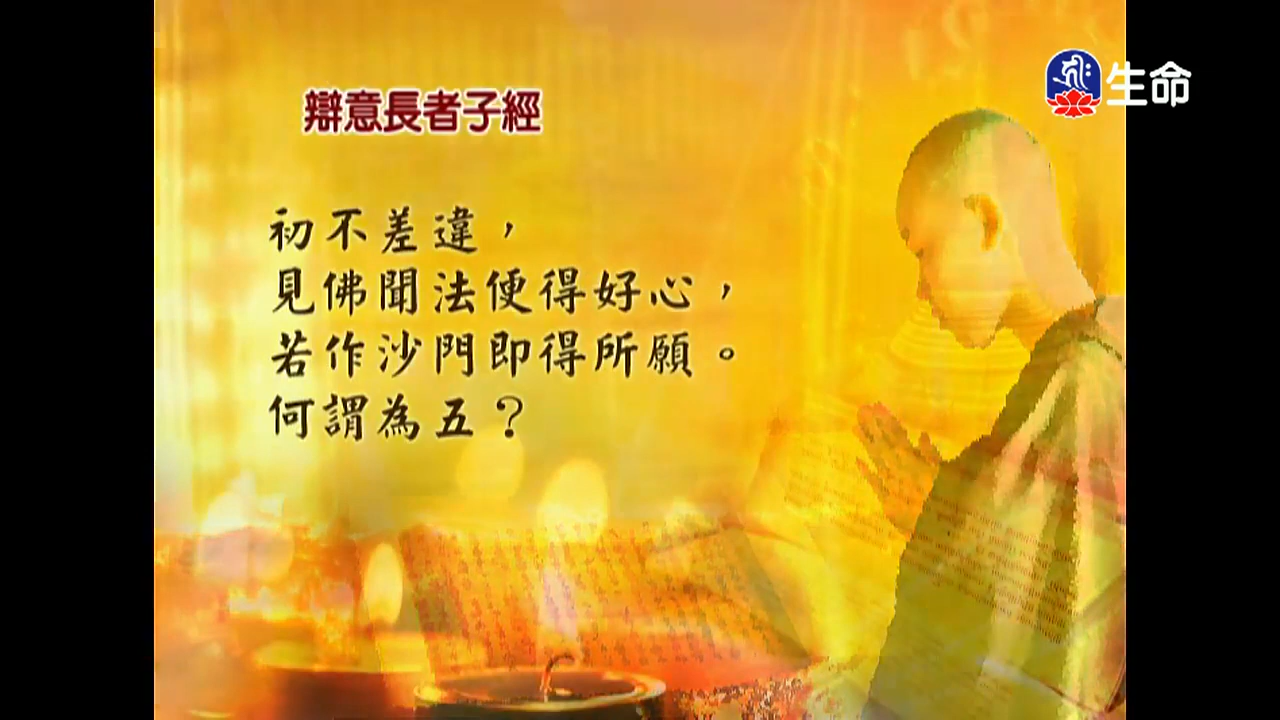 辯意長者子經
生命
初不差違，
見佛聞法便得好心，
若作沙門即得所願。
何謂為五？